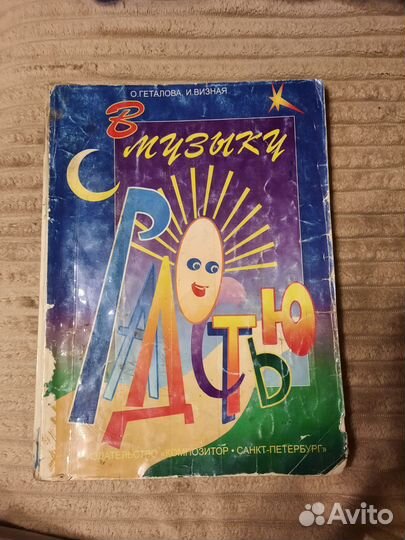 О.ГЕТАЛОВА, И.ВИЗНАЯ
В
МУЗЫКУ
С
РАДОСТЬЮ
ИЗДАТЕЛЬСТВО «КОМПОЗИТОР • САНКТ-ПЕТЕРБУРГ»
Avito